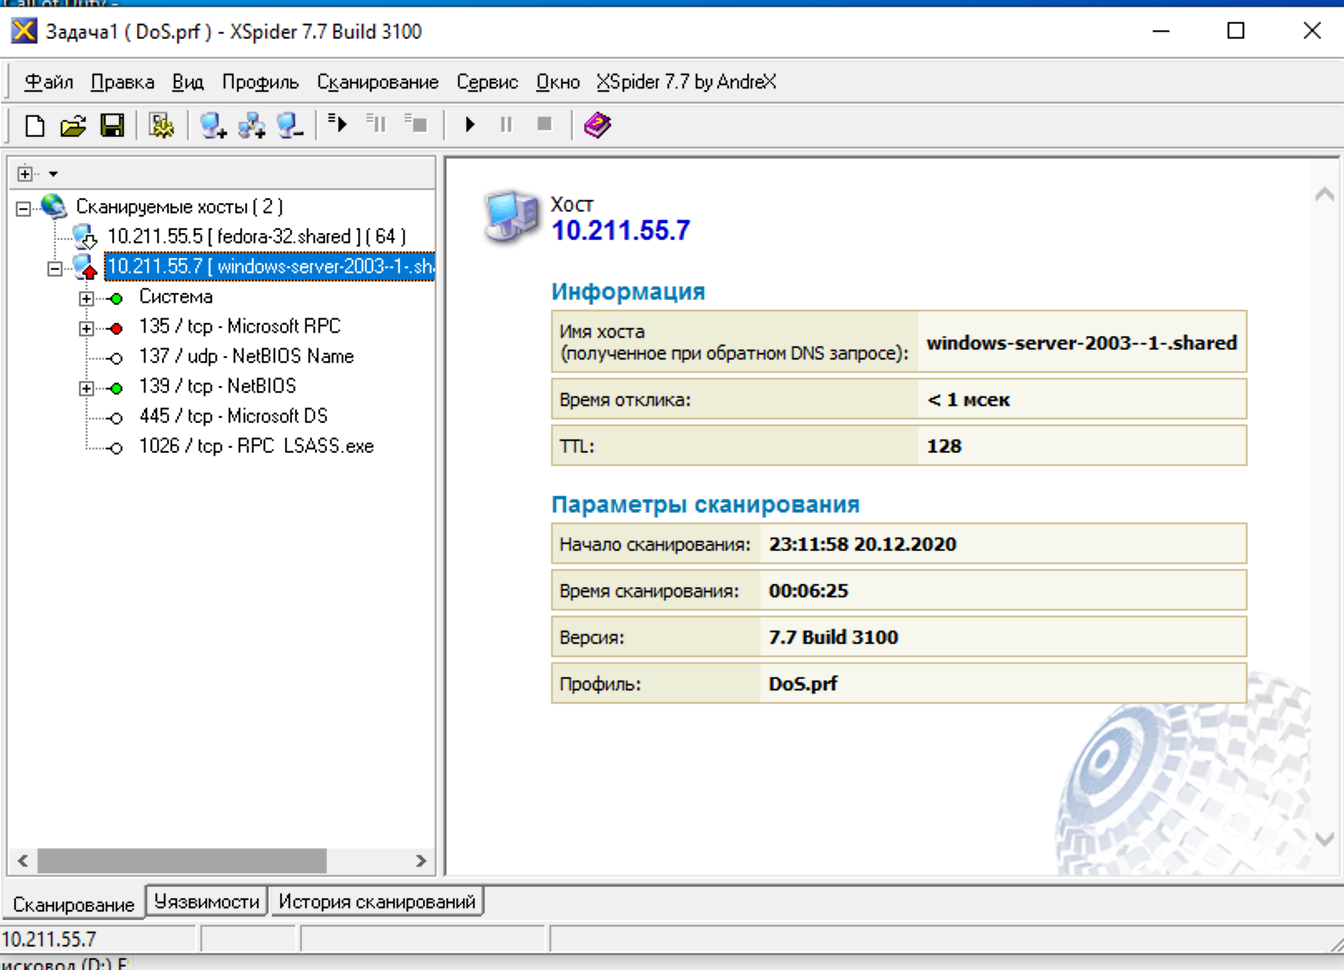 Задача1 ( DoS.prf ) - XSpider 7.7 Build 3100
Файл Правка Вид Профиль Сканирование Сервис Окно XSpider 7.7 by AndreX
Сканируемые хосты ( 2 )
10.211.55.5 [ fedora-32.shared ] ( 64 )
10.211.55.7 [ windows-server-2003--1-.sh
Система
135 / tcp - Microsoft RPC
137 / udp - NetBIOS Name
139 / tcp - NetBIOS
445 / tcp - Microsoft DS
1026 / tcp - RPC LSASS.exe
Хост
10.211.55.7
Информация
Имя хоста
(полученное при обратном DNS запросе): windows-server-2003--1-.shared
Время отклика: < 1 мсек
TTL: 128
Параметры сканирования
Начало сканирования: 23:11:58 20.12.2020
Время сканирования: 00:06:25
Версия: 7.7 Build 3100
Профиль: DoS.prf
Сканирование Уязвимости История сканирований
10.211.55.7